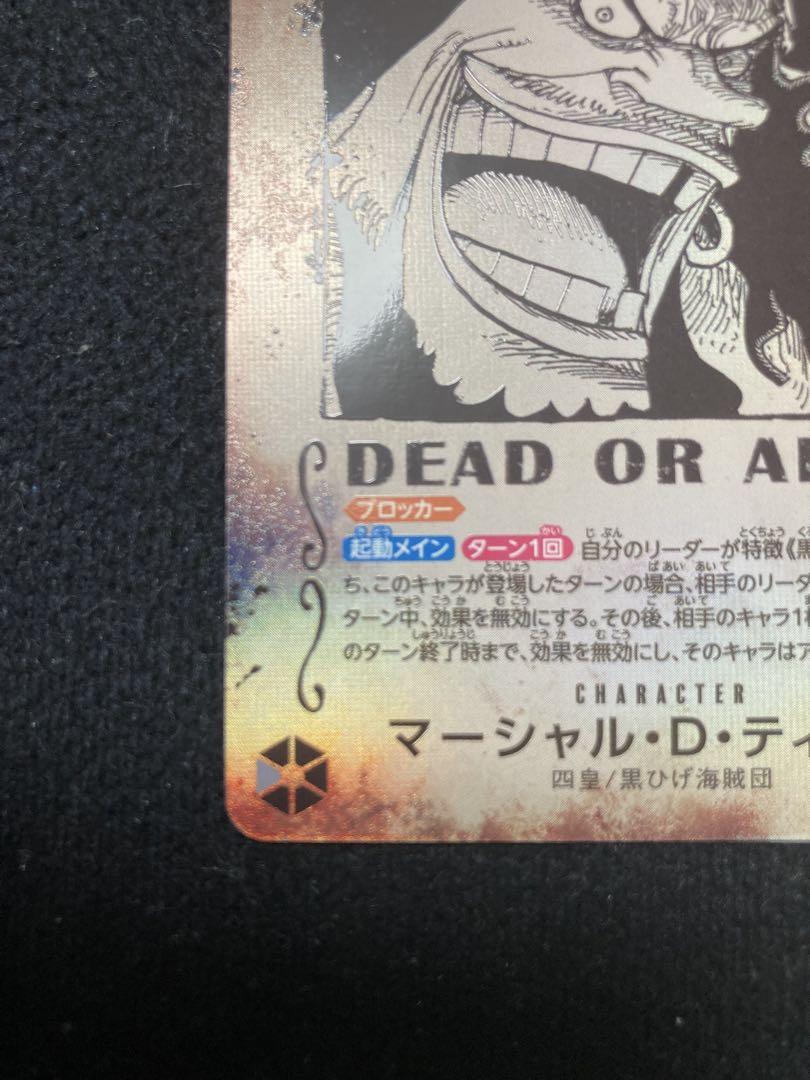 DEAD OR AL
ブロッカー
起動メイン ターン1回 自分のリーダーが特徴《黒
ち、このキャラが登場したターンの場合、相手のリーダ
ターン中、効果を無効にする。その後、相手のキャラ1枚
のターン終了時まで、効果を無効にし、そのキャラはア
CHARACTER
マーシャル・D・ティ
四皇/黒ひげ海賊団